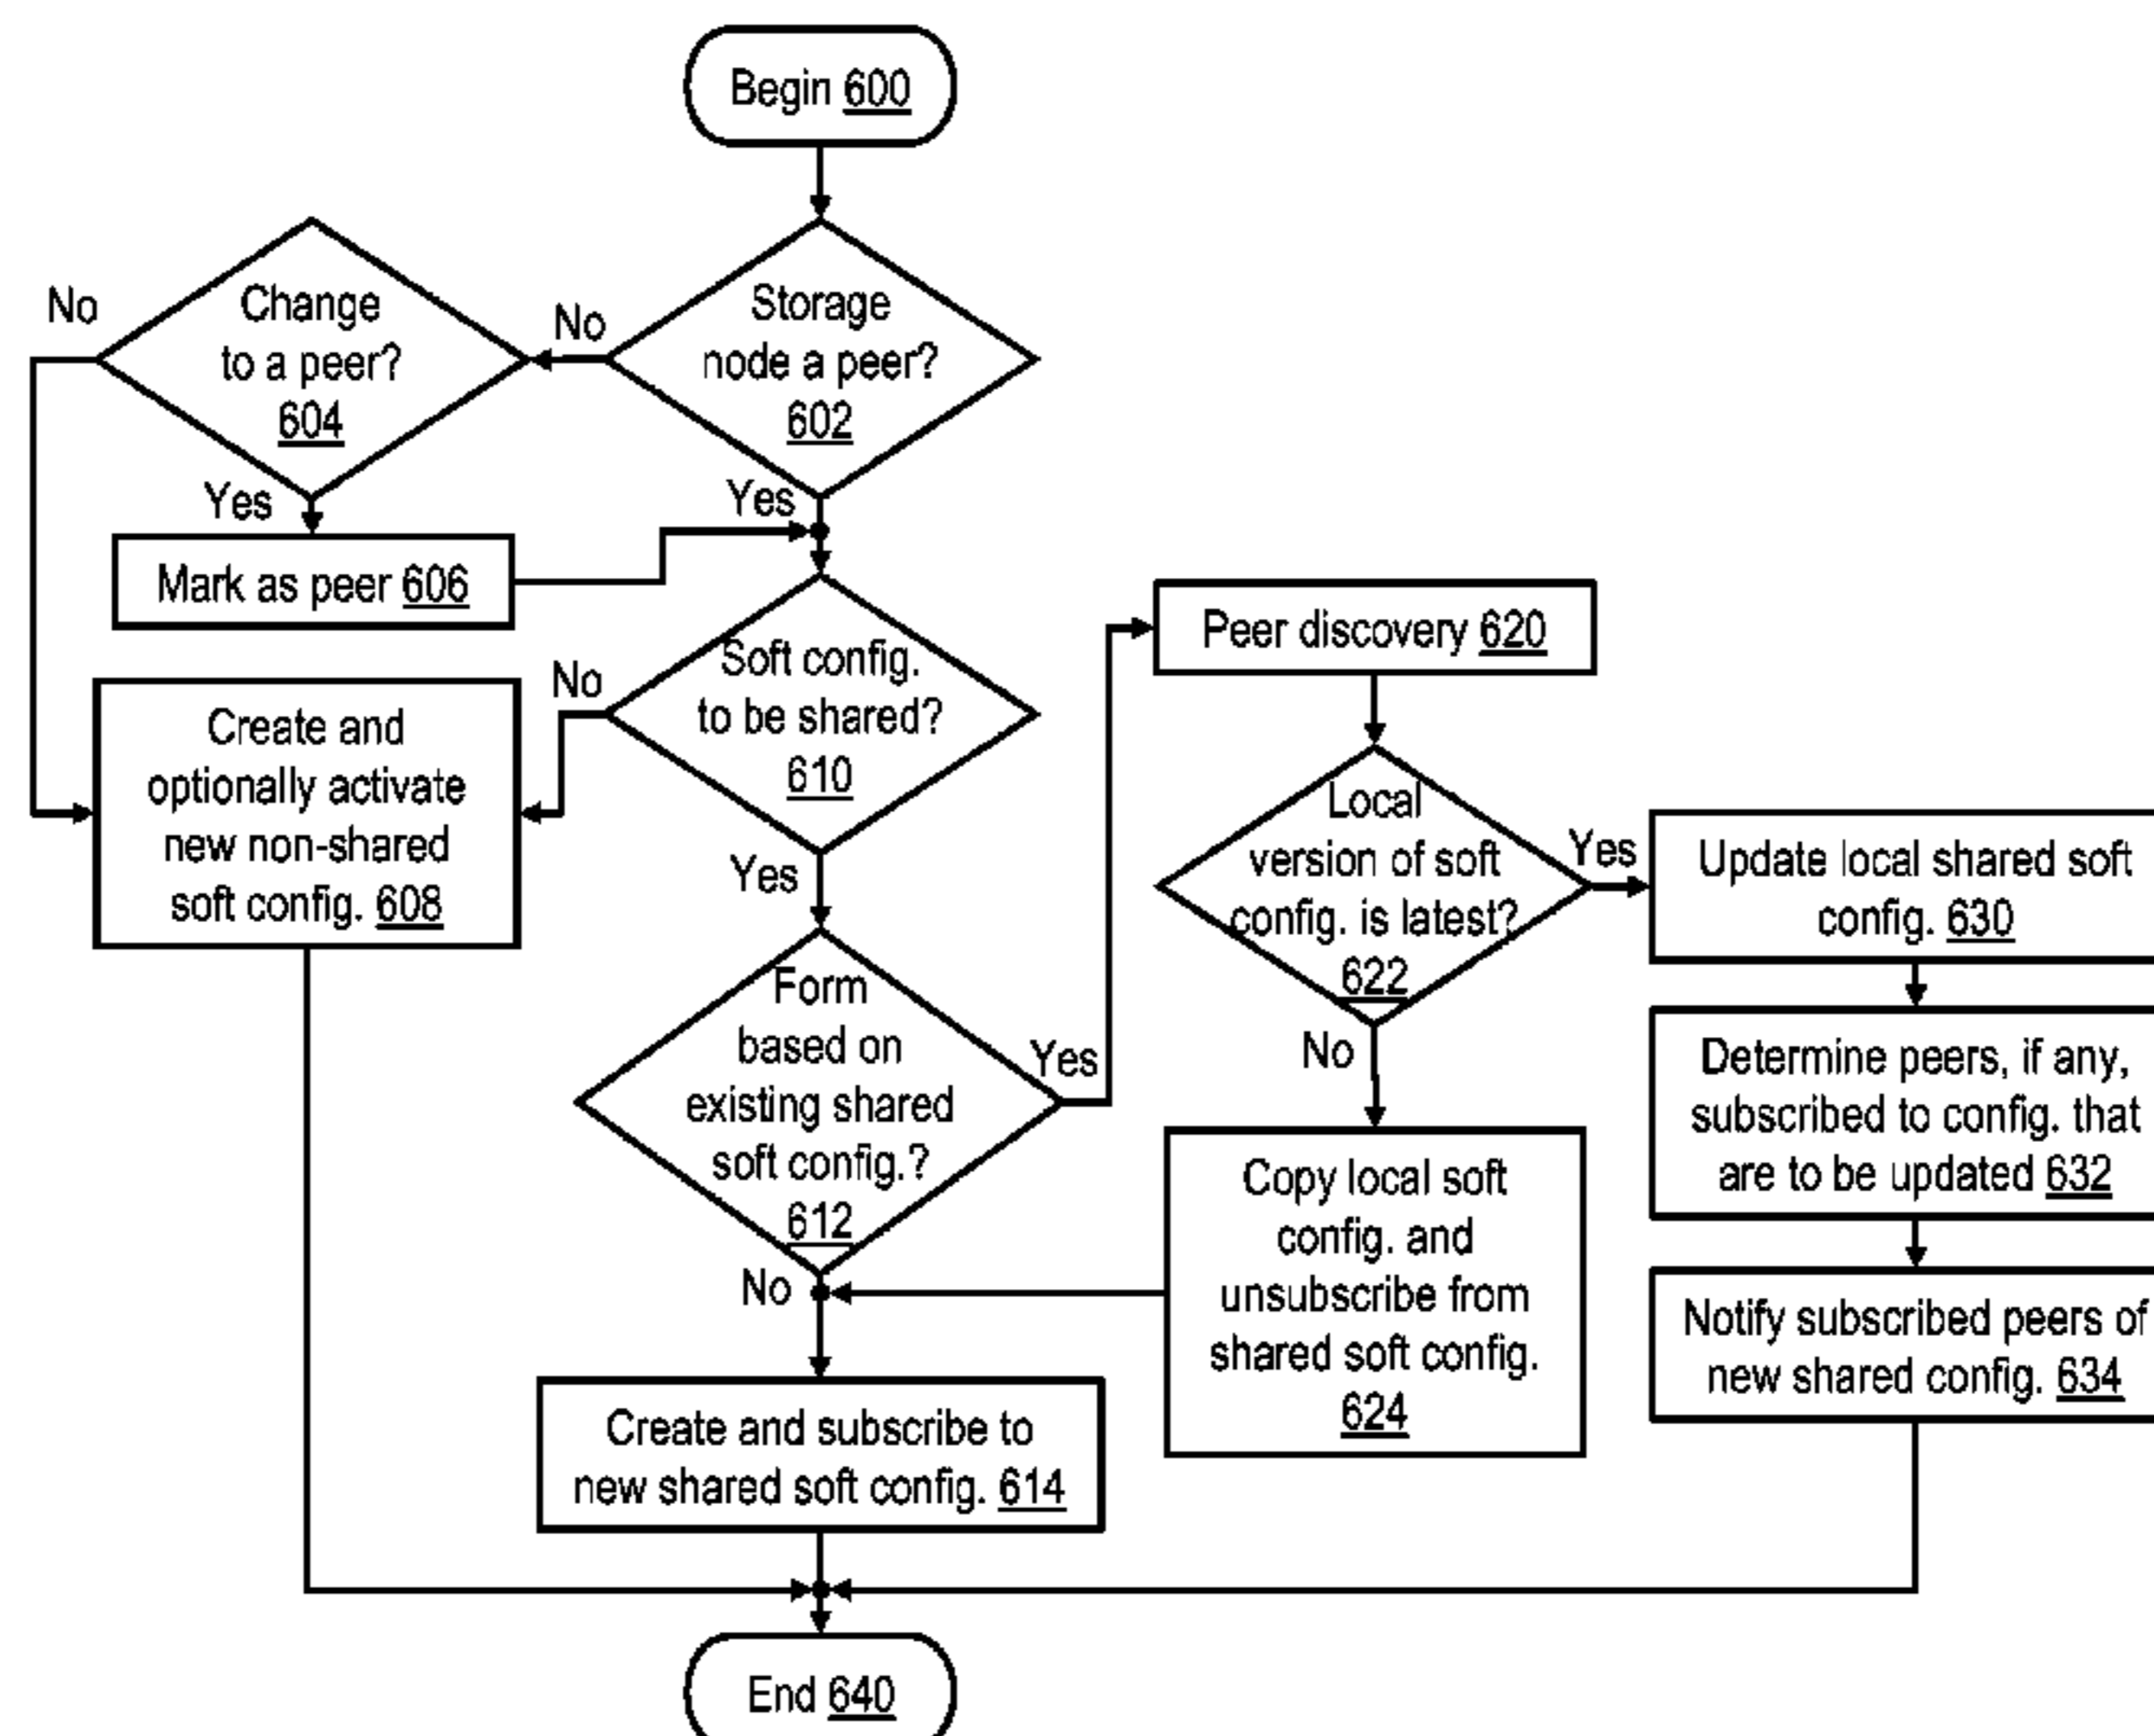 Begin 600
Change
to a peer?
604
No
Storage
node a peer?
602
No
Yes
Yes
Mark as peer 606
Soft config.
to be shared?
610
No
Yes
Create and
optionally activate
new non-shared
soft config. 608
Form
based on
existing shared
soft config.?
612
Yes
No
Peer discovery 620
Local
version of soft
config. is latest?
622
Yes
No
Update local shared soft
config. 630
Determine peers, if any,
subscribed to config. that
are to be updated 632
Notify subscribed peers of
new shared config. 634
Copy local soft
config. and
unsubscribe from
shared soft config.
624
Create and subscribe to
new shared soft config. 614
End 640